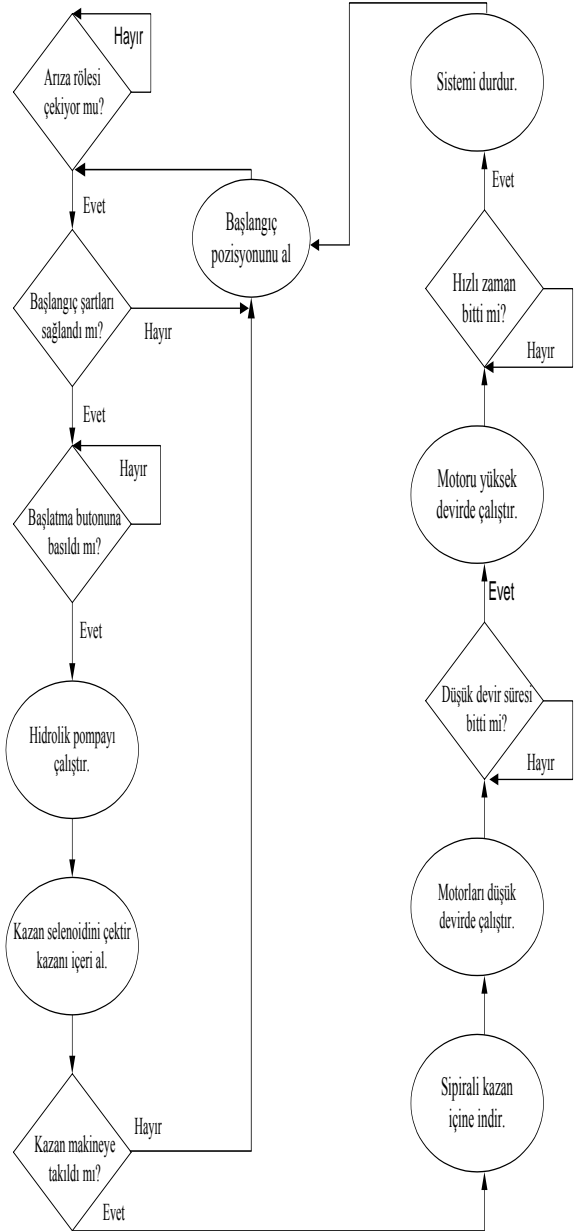 Hayır
Arıza rölesi
çekiyor mu?
Evet
Başlangıç
pozisyonunu al
Başlangıç şartları
sağlandı mı?
Hayır
Evet
Hayır
Başlatma butonuna
basıldı mı?
Evet
Hidrolik pompayı
çalıştır.
Kazan selenoidini çektir
kazanı içeri al.
Kazan makineye
takıldı mı?
Hayır
Evet
Sipirali kazan
içine indir.
Motorları düşük
devirde çalıştır.
Düşük devir süresi
bitti mi?
Hayır
Evet
Motoru yüksek
devirde çalıştır.
Hızlı zaman
bitti mi?
Hayır
Evet
Sistemi durdur.